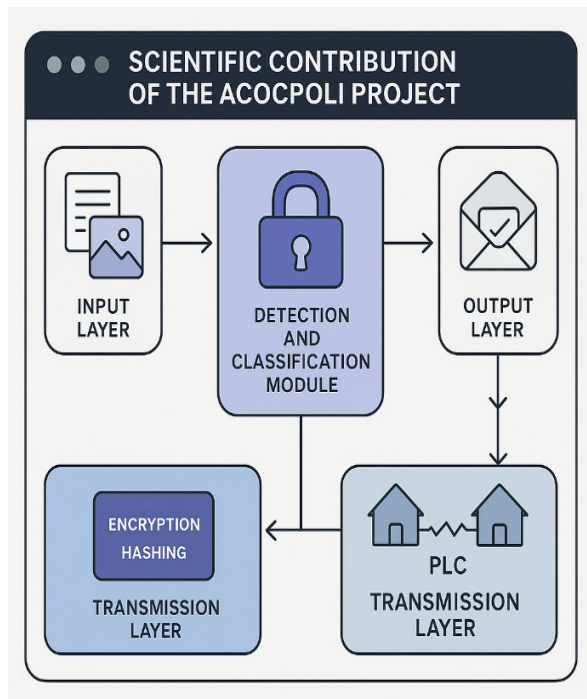 SCIENTIFIC CONTRIBUTION
OF THE ACOCPOLI PROJECT
INPUT
LAYER
DETECTION
AND
CLASSIFICATION
MODULE
OUTPUT
LAYER
ENCRYPTION
HASHING
TRANSMISSION
LAYER
PLC
TRANSMISSION
LAYER